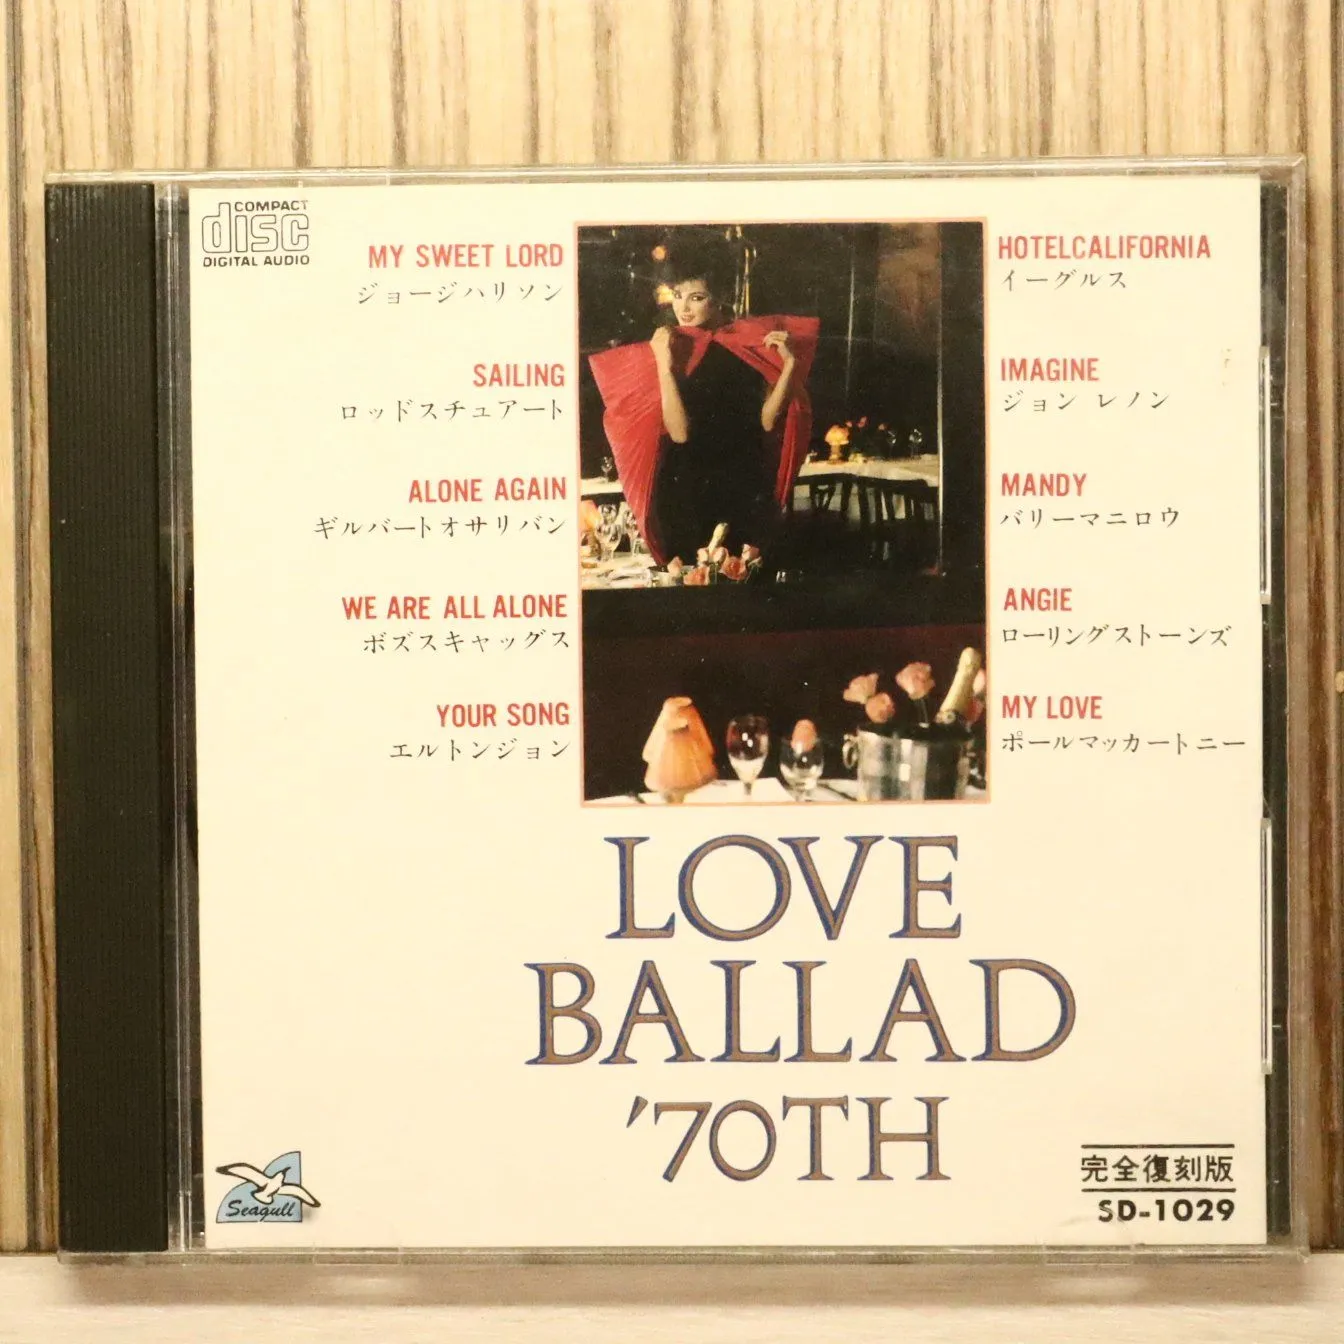 COMPACT
disc
DIGITAL AUDIO
MY SWEET LORD
ジョージハリソン
SAILING
ロッドスチュアート
ALONE AGAIN
ギルバートオサリバン
WE ARE ALL ALONE
ボズスキャッグス
YOUR SONG
エルトンジョン
HOTELCALIFORNIA
イーグルス
IMAGINE
ジョン レノン
MANDY
バリーマニロウ
ANGIE
ローリングストーンズ
MY LOVE
ポールマッカートニー
LOVE
BALLAD
'70TH
Seagull
完全復刻版
SD-1029